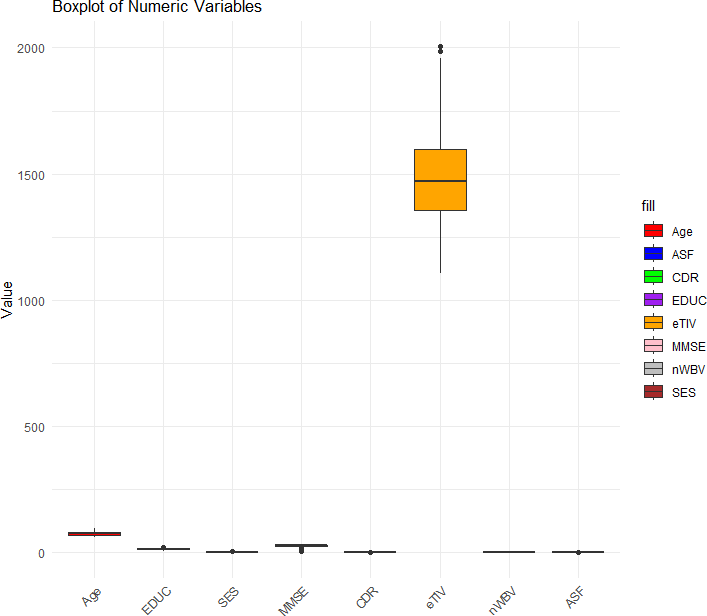 Boxplot of Numeric Variables
2000
1500
1000
500
0
Value
Age
EDUC
SES
MMSE
CDR
eTIV
nWBV
ASF
fill
Age
ASF
CDR
EDUC
eTIV
MMSE
nWBV
SES